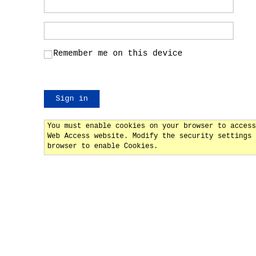 Remember me on this device
Sign in
You must enable cookies on your browser to access
Web Access website. Modify the security settings
browser to enable Cookies.